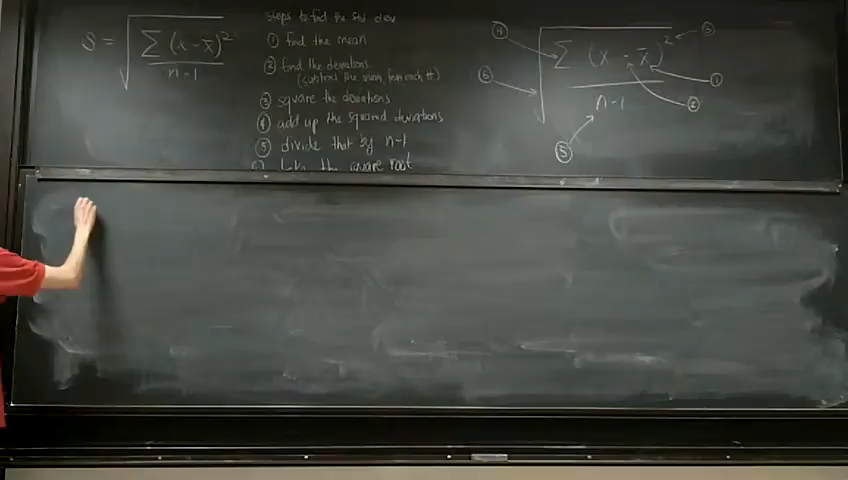 S = √ Σ (x - x̄)² / n-1
Steps to find the std dev
① find the mean
② find the deviations
(subtract the mean from each #)
③ square the deviations
④ add up the squared deviations
⑤ divide that by n-1
take the square root
④ ③
Σ (x - x̄)²
⑥ ①
n-1 ②
⑤